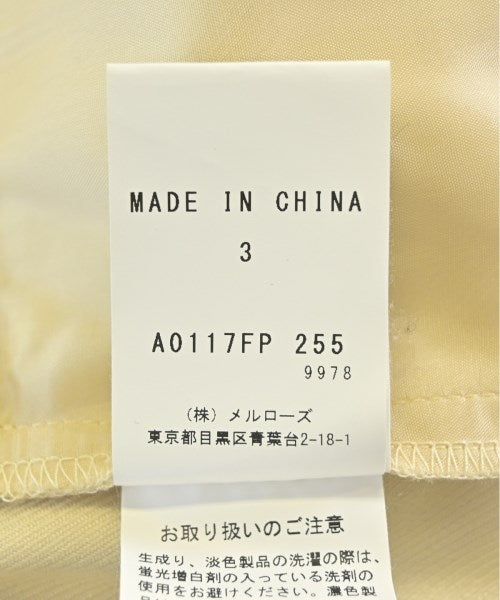 MADE IN CHINA
3
A0117FP 255
9978
(株) メルローズ
東京都目黒区青葉台2-18-1
お取り扱いのご注意
生成り、淡色製品の洗濯の際は、
蛍光増白剤の入っている洗剤の
使用をお避けください。濃色製